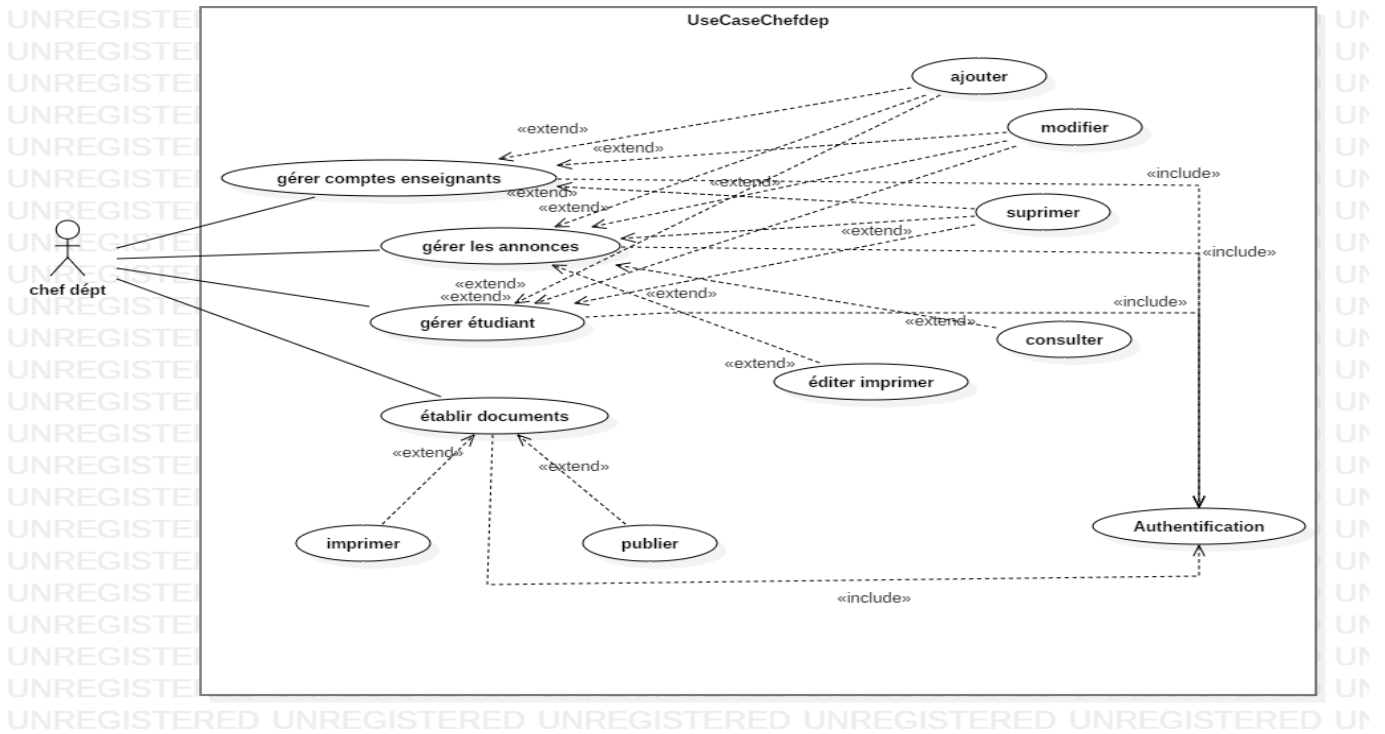 UseCaseChefdep
ajouter
«extend»
modifier
«extend»
gérer comptes enseignants
«include»
«extend»
«extend»
«extend»
suprimer
chef dépt
gérer les annonces
«extend»
«include»
«extend»
«extend»
«extend»
«include»
gérer étudiant
«extend»
consulter
«extend»
éditer imprimer
établir documents
«extend»
«extend»
imprimer
publier
Authentification
«include»
UNREGISTERED UNREGISTERED UNREGISTERED UNREGISTERED UNREGISTERED UN